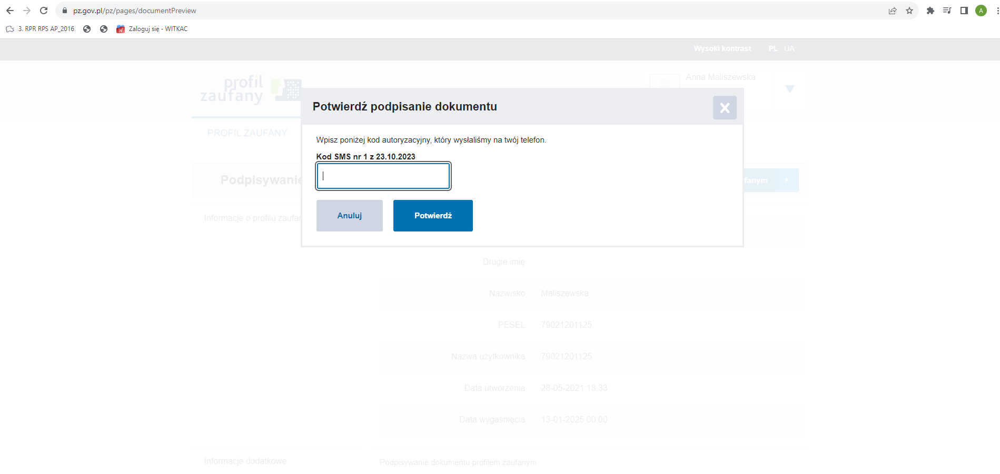 pz.gov.pl/pz/pages/documentPreview
A
3. RPR RPS AP_2016
Zaloguj się - WITKAC
Wysoki kontrast PL UA
profil
zaufany
Anna Maliszewska
Potwierdź podpisanie dokumentu
PROFIL ZAUFANY
Wpisz poniżej kod autoryzacyjny, który wysłaliśmy na twój telefon.
Kod SMS nr 1 z 23.10.2023
Podpisywanie
fanym
Anuluj Potwierdź
Informacje o profilu zaufan
Drugie imię
Nazwisko Maliszewska
PESEL 79021201125
Nazwa użytkownika 79021201125
Data utworzenia 28-05-2021 18:33
Data wygaśnięcia 13-01-2025 00:00
Informacje dodatkowe Podpisywanie dokumentu profilem zaufanym.